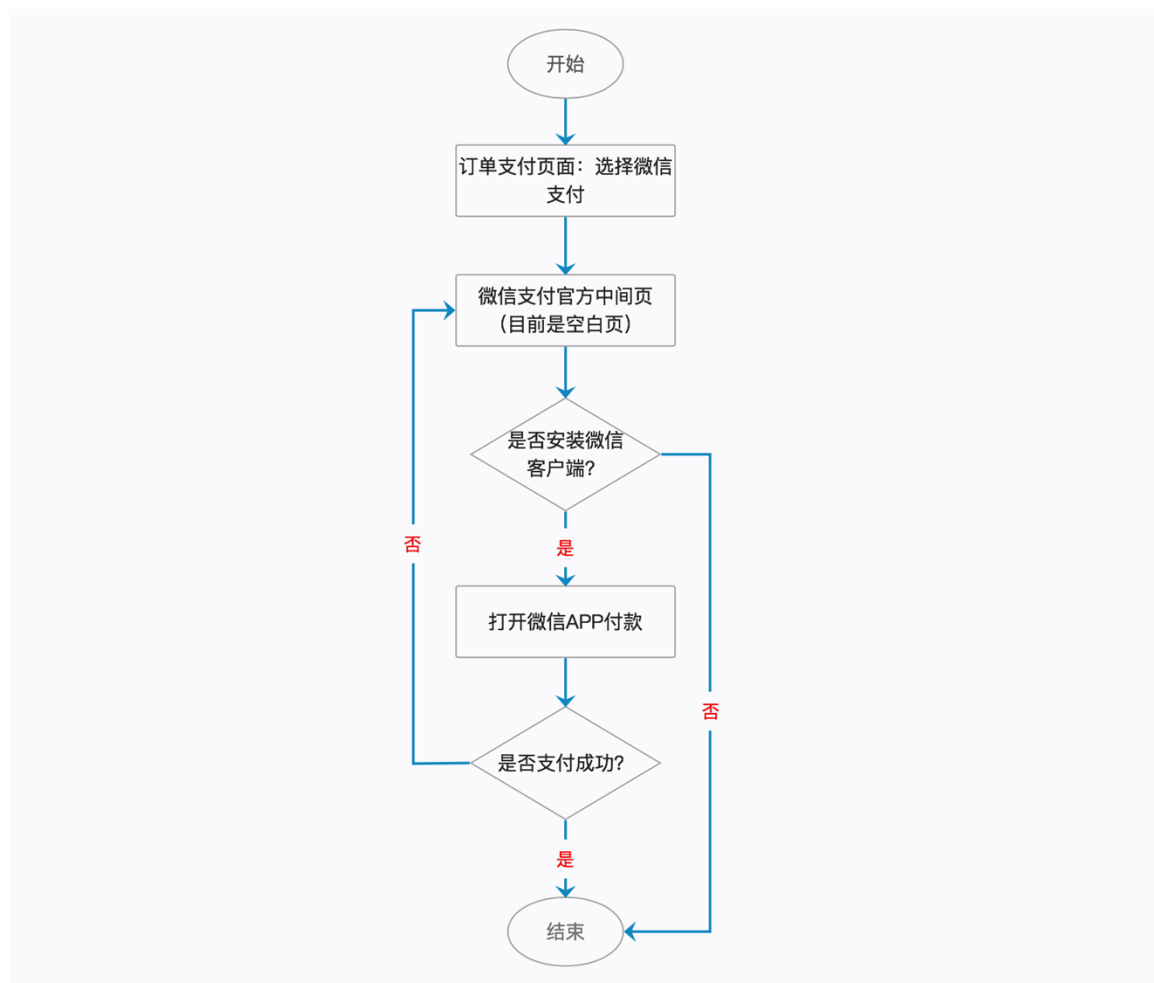 开始
订单支付页面：选择微信
支付
微信支付官方中间页
（目前是空白页）
是否安装微信
客户端？
是
否
打开微信APP付款
否
是否支付成功？
是
结束